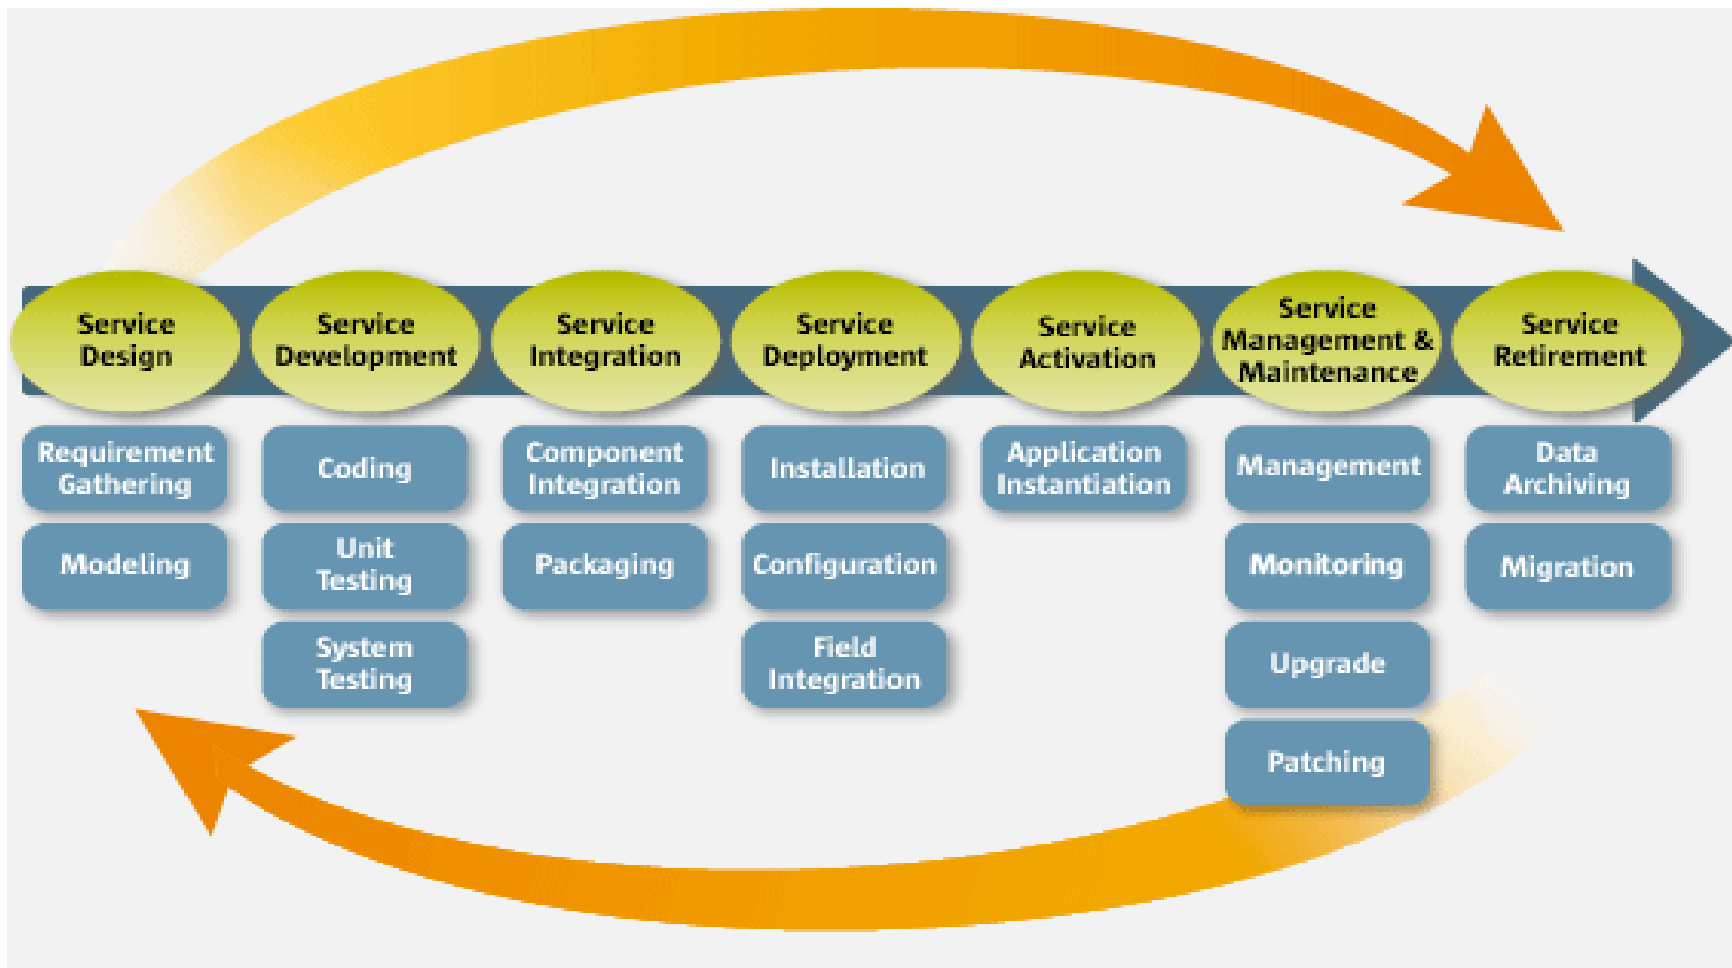 Service
Design
Service
Development
Service
Integration
Service
Deployment
Service
Activation
Service
Management &
Maintenance
Service
Retirement
Requirement
Gathering
Modeling
Coding
Unit
Testing
System
Testing
Component
Integration
Packaging
Installation
Configuration
Field
Integration
Application
Instantiation
Management
Monitoring
Upgrade
Patching
Data
Archiving
Migration